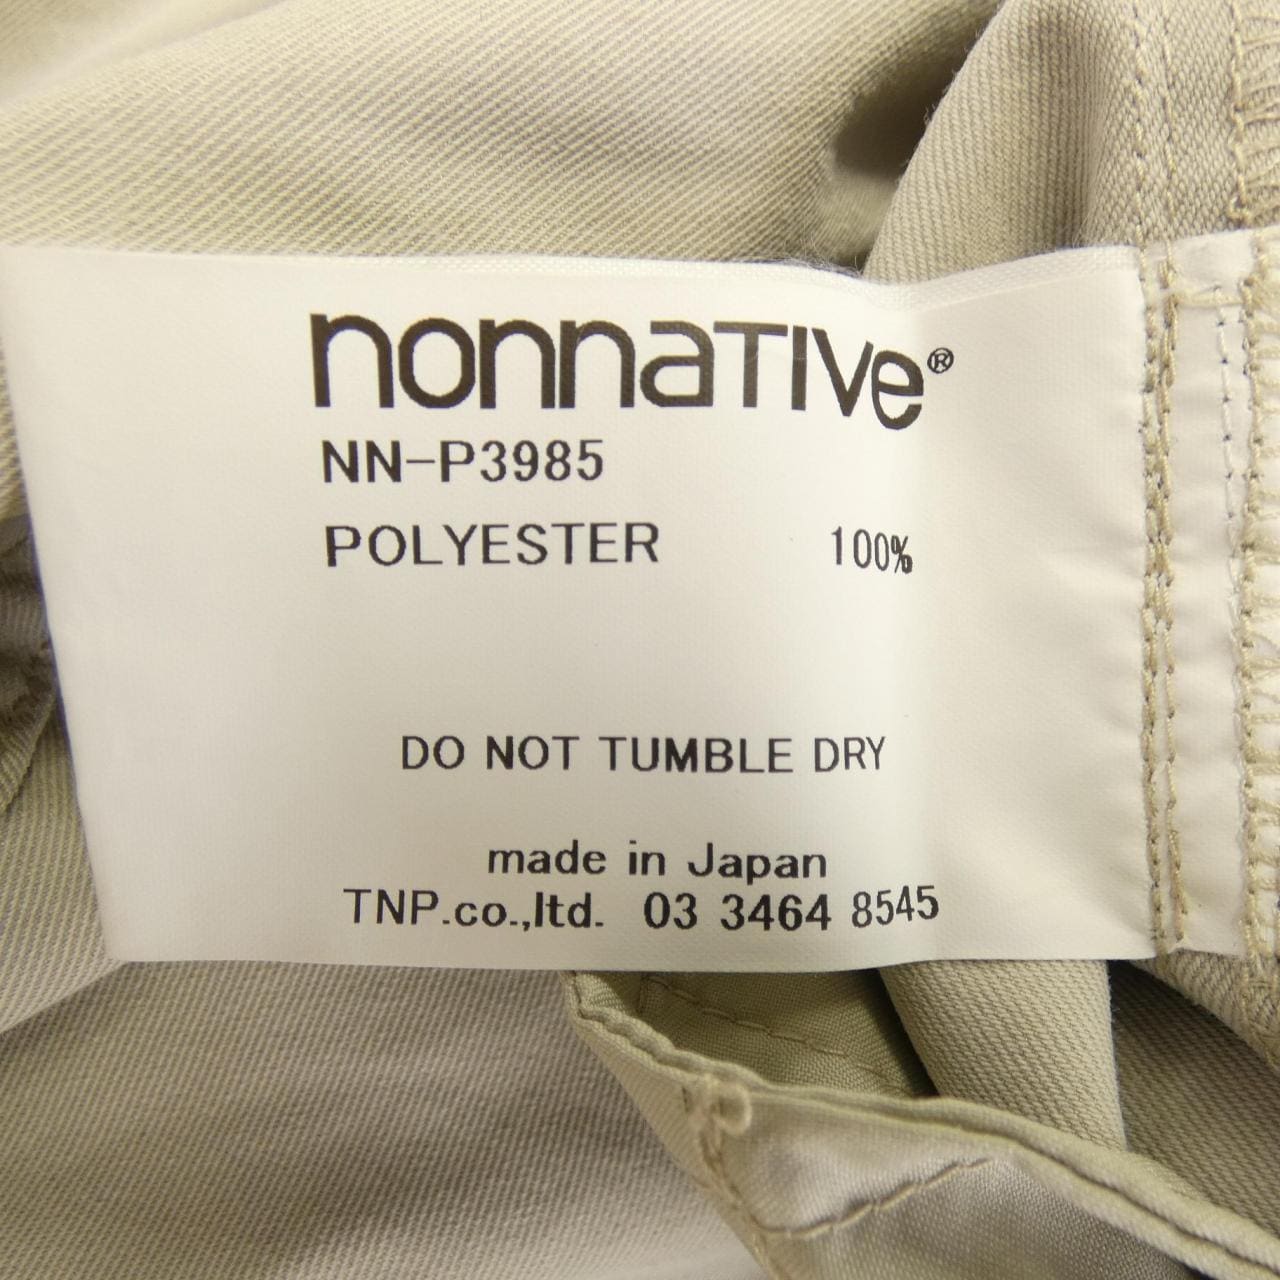 nonnaTIVe®
NN-P3985
POLYESTER 100%
DO NOT TUMBLE DRY
made in Japan
TNP.co.,ltd. 03 3464 8545